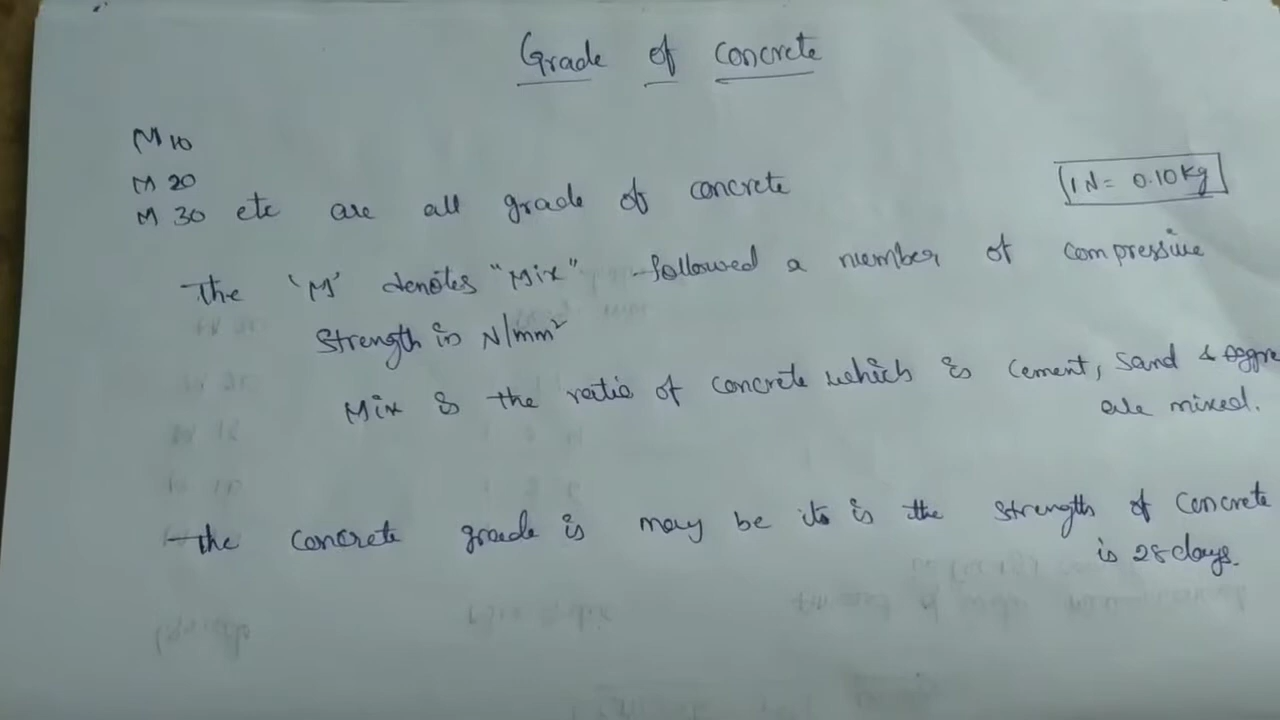 Grade of concrete
M10
M 20
M 30 etc are all grade of concrete
1N = 0.10kg
The 'M' denotes "Mix" followed a number of compressive
Strength is N/mm²
Mix is the ratio of concrete which is cement, sand & aggre
are mixed.
The concrete grade is may be its is the strength of concrete
is 28 days.